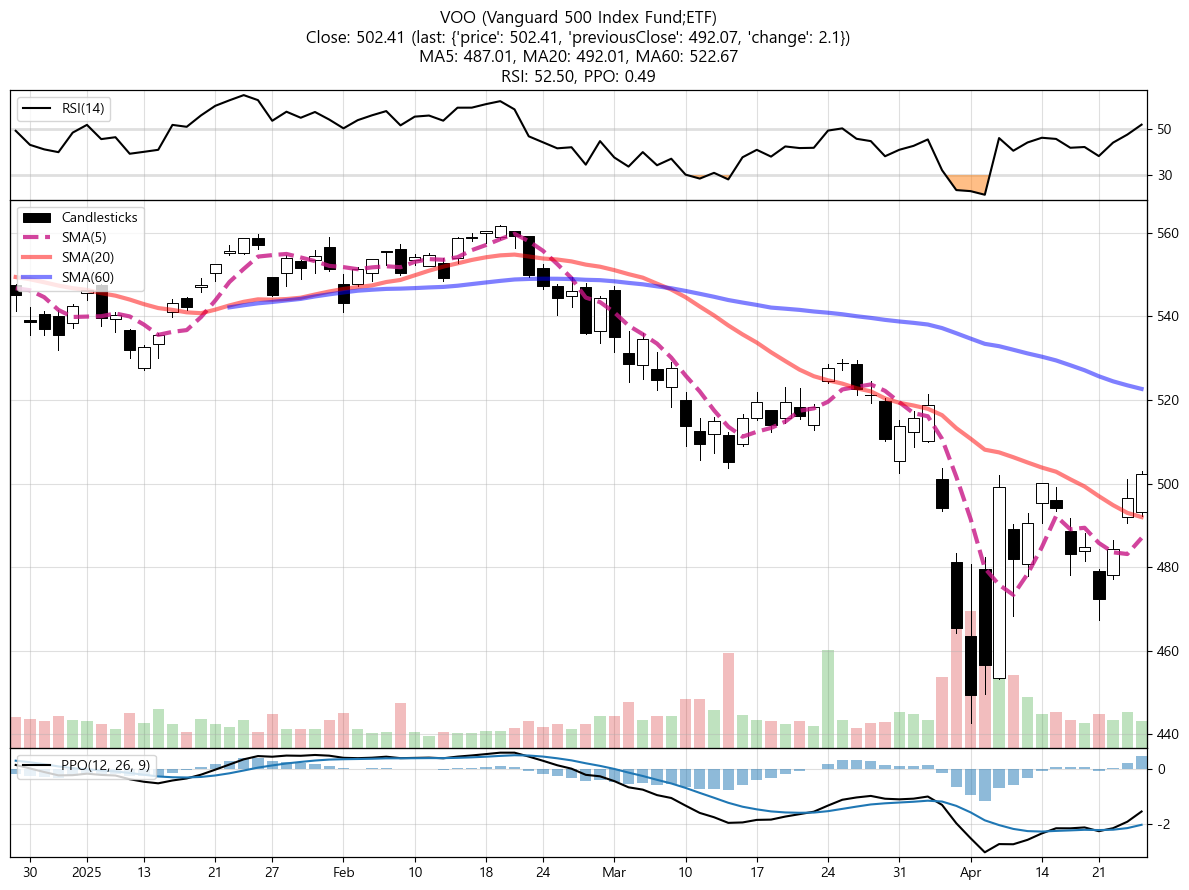 VOO (Vanguard 500 Index Fund;ETF)
Close: 502.41 (last: {'price': 502.41, 'previousClose': 492.07, 'change': 2.1})
MA5: 487.01, MA20: 492.01, MA60: 522.67
RSI: 52.50, PPO: 0.49
RSI(14)
50
30
Candlesticks
SMA(5)
SMA(20)
SMA(60)
560
540
520
500
480
460
440
PPO(12, 26, 9)
0
-2
30 2025 13 21 27 Feb 10 18 24 Mar 10 17 24 31 Apr 14 21